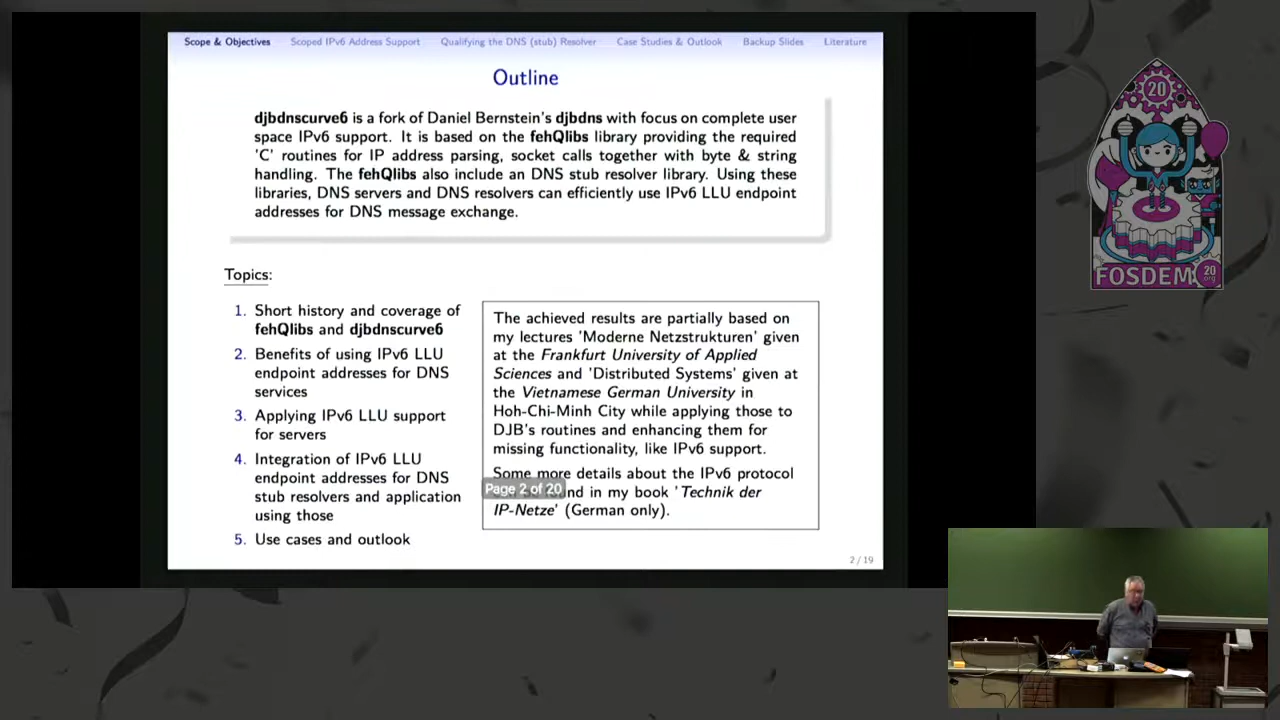 Scope & Objectives Scoped IPv6 Address Support Qualifying the DNS (stub) Resolver Case Studies & Outlook Backup Slides Literature
Outline
djbdnscurve6 is a fork of Daniel Bernstein's djbdns with focus on complete user
space IPv6 support. It is based on the fehQlibs library providing the required
'C' routines for IP address parsing, socket calls together with byte & string
handling. The fehQlibs also include an DNS stub resolver library. Using these
libraries, DNS servers and DNS resolvers can efficiently use IPv6 LLU endpoint
addresses for DNS message exchange.
Topics:
1. Short history and coverage of
fehQlibs and djbdnscurve6
2. Benefits of using IPv6 LLU
endpoint addresses for DNS
services
3. Applying IPv6 LLU support
for servers
4. Integration of IPv6 LLU
endpoint addresses for DNS
stub resolvers and application
using those
5. Use cases and outlook
The achieved results are partially based on
my lectures 'Moderne Netzstrukturen' given
at the Frankfurt University of Applied
Sciences and 'Distributed Systems' given at
the Vietnamese German University in
Hoh-Chi-Minh City while applying those to
DJB's routines and enhancing them for
missing functionality, like IPv6 support.
Some more details about the IPv6 protocol
Page 2 of 20
in my book 'Technik der
IP-Netze' (German only).
2 / 19
20
FOSDEM
20
.org